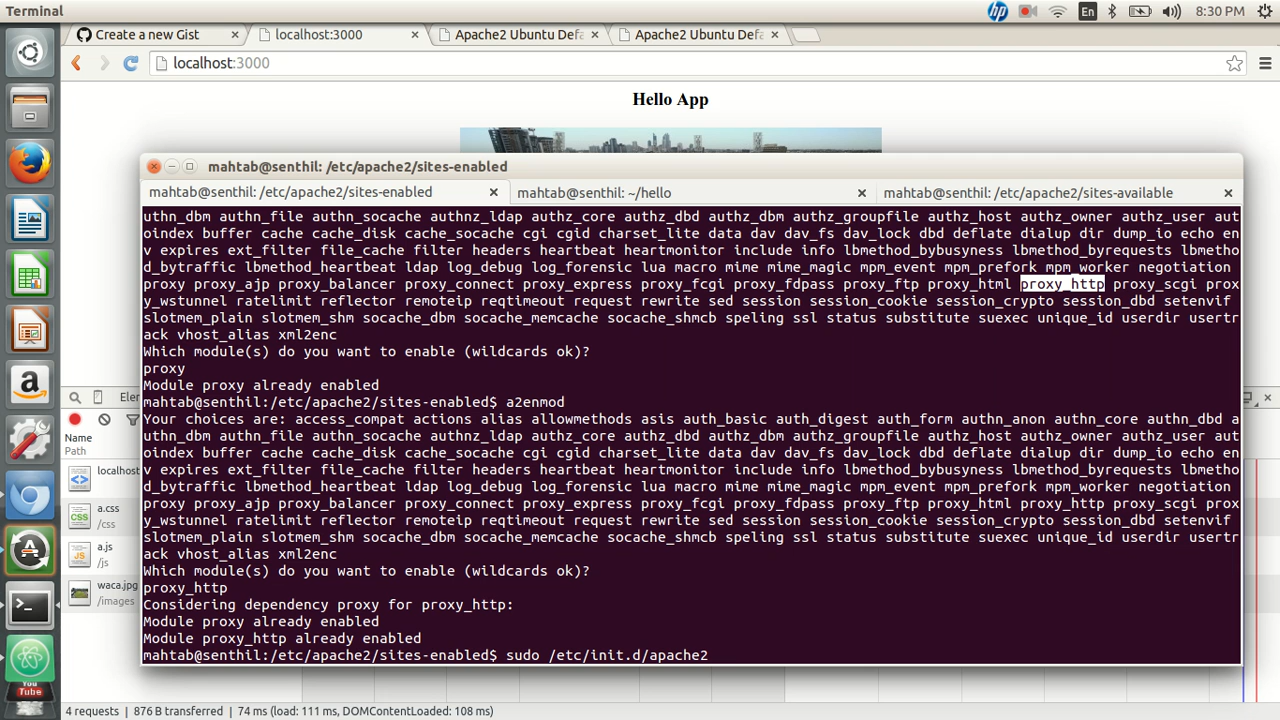 Terminal
En
8:30 PM
Create a new Gist
localhost:3000
Apache2 Ubuntu Defa
Apache2 Ubuntu Defa
localhost:3000
Hello App
mahtab@senthil: /etc/apache2/sites-enabled
mahtab@senthil: /etc/apache2/sites-enabled
mahtab@senthil: ~/hello
mahtab@senthil: /etc/apache2/sites-available
uthn_dbm authn_file authn_socache authnz_ldap authz_core authz_dbd authz_dbm authz_groupfile authz_host authz_owner authz_user aut
oindex buffer cache cache_disk cache_socache cgi cgid charset_lite data dav dav_fs dav_lock dbd deflate dialup dir dump_io echo en
v expires ext_filter file_cache filter headers heartbeat heartmonitor include info lbmethod_bybusyness lbmethod_byrequests lbmetho
d_bytraffic lbmethod_heartbeat ldap log_debug log_forensic lua macro mime mime_magic mpm_event mpm_prefork mpm_worker negotiation
proxy proxy_ajp proxy_balancer proxy_connect proxy_express proxy_fcgi proxy_fdpass proxy_ftp proxy_html proxy_http proxy_scgi prox
y_wstunnel ratelimit reflector remoteip reqtimeout request rewrite sed session session_cookie session_crypto session_dbd setenvif
slotmem_plain slotmem_shm socache_dbm socache_memcache socache_shmcb speling ssl status substitute suexec unique_id userdir usertr
ack vhost_alias xml2enc
Which module(s) do you want to enable (wildcards ok)?
proxy
Module proxy already enabled
mahtab@senthil:/etc/apache2/sites-enabled$ a2enmod
Your choices are: access_compat actions alias allowmethods asis auth_basic auth_digest auth_form authn_anon authn_core authn_dbd a
uthn_dbm authn_file authn_socache authnz_ldap authz_core authz_dbd authz_dbm authz_groupfile authz_host authz_owner authz_user aut
oindex buffer cache cache_disk cache_socache cgi cgid charset_lite data dav dav_fs dav_lock dbd deflate dialup dir dump_io echo en
v expires ext_filter file_cache filter headers heartbeat heartmonitor include info lbmethod_bybusyness lbmethod_byrequests lbmetho
d_bytraffic lbmethod_heartbeat ldap log_debug log_forensic lua macro mime mime_magic mpm_event mpm_prefork mpm_worker negotiation
proxy proxy_ajp proxy_balancer proxy_connect proxy_express proxy_fcgi proxy_fdpass proxy_ftp proxy_html proxy_http proxy_scgi prox
y_wstunnel ratelimit reflector remoteip reqtimeout request rewrite sed session session_cookie session_crypto session_dbd setenvif
slotmem_plain slotmem_shm socache_dbm socache_memcache socache_shmcb speling ssl status substitute suexec unique_id userdir usertr
ack vhost_alias xml2enc
Which module(s) do you want to enable (wildcards ok)?
proxy_http
Considering dependency proxy for proxy_http:
Module proxy already enabled
Module proxy_http already enabled
mahtab@senthil:/etc/apache2/sites-enabled$ sudo /etc/init.d/apache2
Elem
Name
Path
localhost
a.css
/css
a.js
/js
waca.jpg
/images
You Tube
4 requests | 876 B transferred | 74 ms (load: 111 ms, DOMContentLoaded: 108 ms)